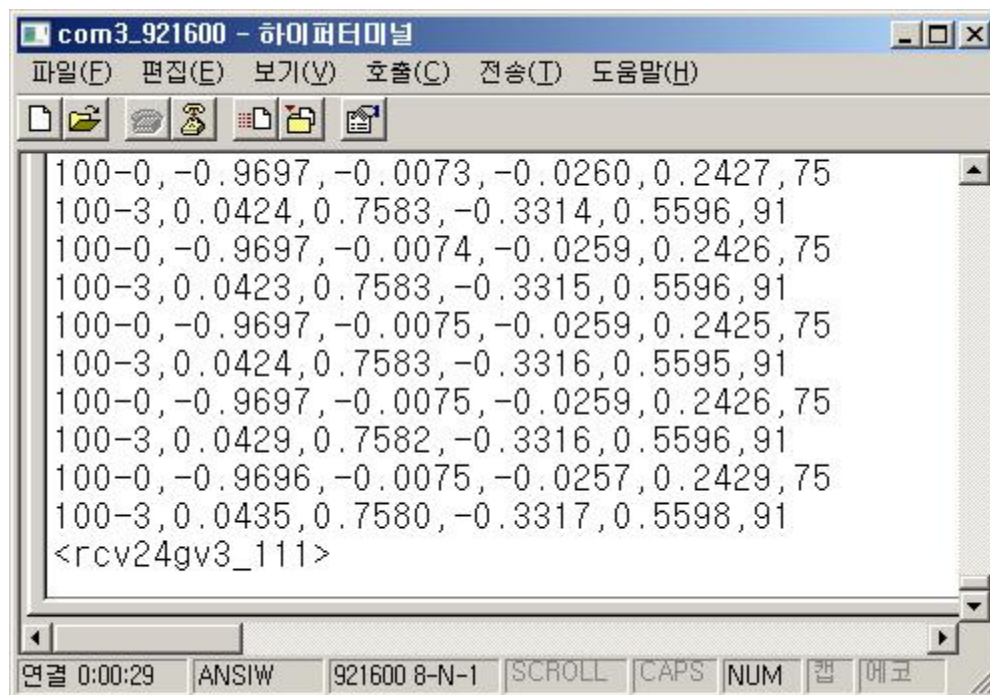 com3_921600 - 하이퍼터미널
파일(F) 편집(E) 보기(V) 호출(C) 전송(T) 도움말(H)
100-0,-0.9697,-0.0073,-0.0260,0.2427,75
100-3,0.0424,0.7583,-0.3314,0.5596,91
100-0,-0.9697,-0.0074,-0.0259,0.2426,75
100-3,0.0423,0.7583,-0.3315,0.5596,91
100-0,-0.9697,-0.0075,-0.0259,0.2425,75
100-3,0.0424,0.7583,-0.3316,0.5595,91
100-0,-0.9697,-0.0075,-0.0259,0.2426,75
100-3,0.0429,0.7582,-0.3316,0.5596,91
100-0,-0.9696,-0.0075,-0.0257,0.2429,75
100-3,0.0435,0.7580,-0.3317,0.5598,91
<rcv24gv3_111>
연결 0:00:29 ANSIW 921600 8-N-1 SCROLL CAPS NUM 캡 에코